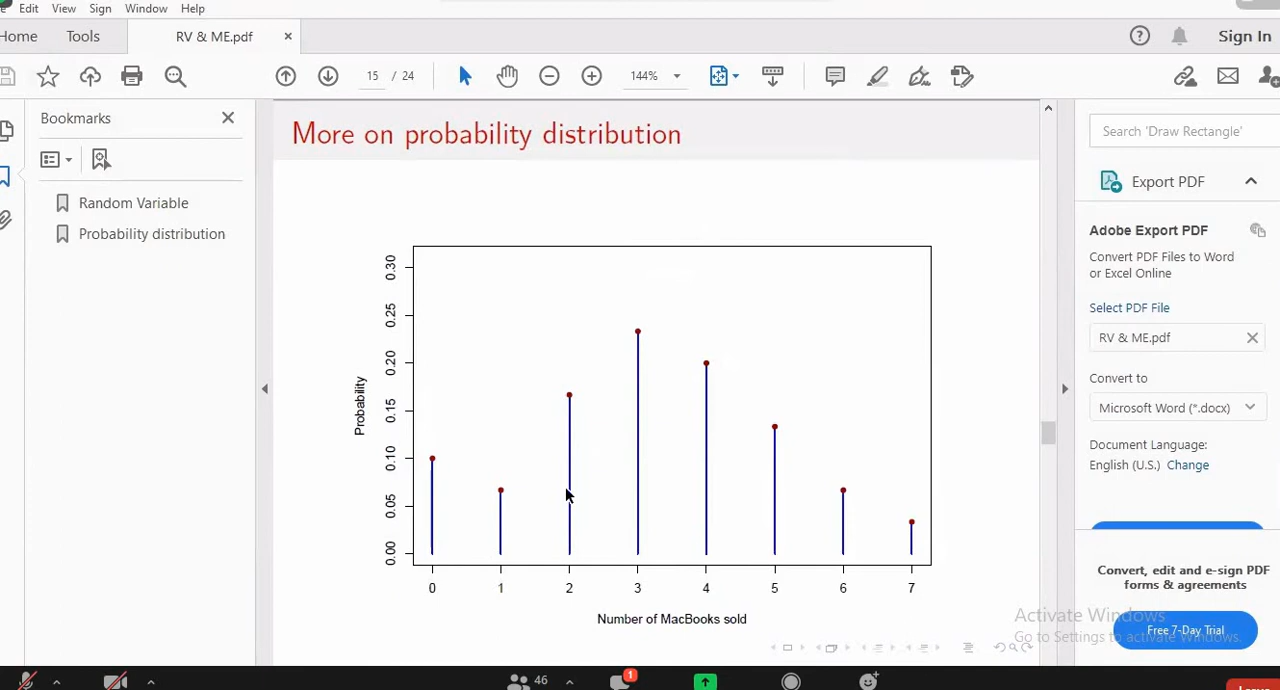 Edit View Sign Window Help
Home Tools RV & ME.pdf × Sign In
15 / 24 144%
Bookmarks
Random Variable
Probability distribution
More on probability distribution
0.30
0.25
0.20
0.15
0.10
0.05
0.00
Probability
0 1 2 3 4 5 6 7
Number of MacBooks sold
Search 'Draw Rectangle'
Export PDF
Adobe Export PDF
Convert PDF Files to Word
or Excel Online
Select PDF File
RV & ME.pdf
Convert to
Microsoft Word (*.docx)
Document Language:
English (U.S.) Change
Convert, edit and e-sign PDF
forms & agreements
Free 7-Day Trial
Activate Windows
Go to Settings to activate Windows.
46 1